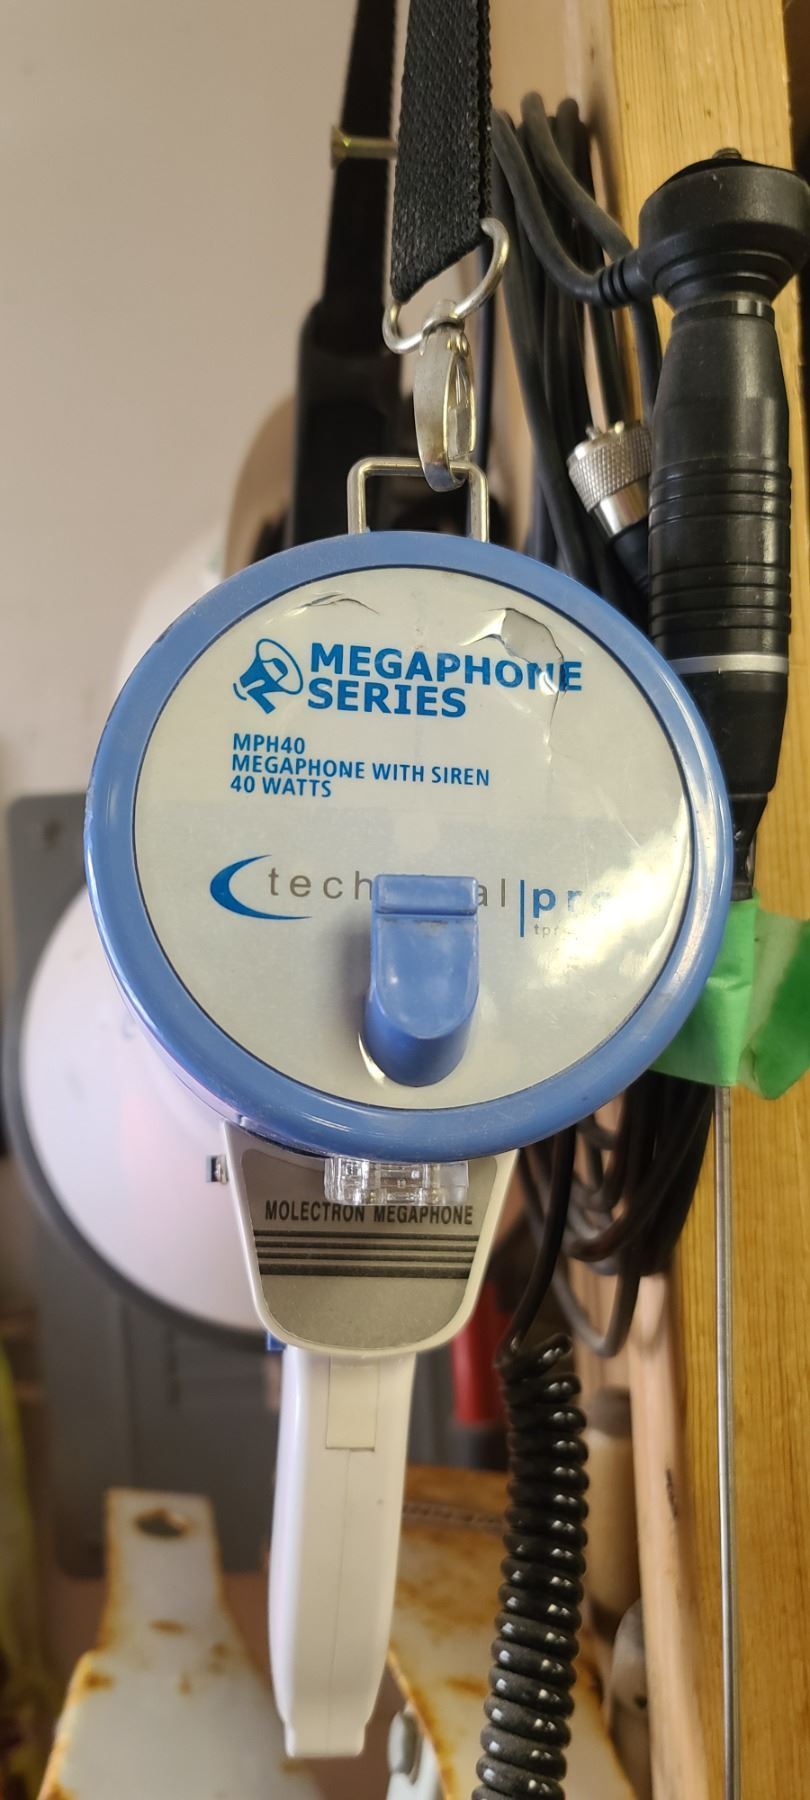 MEGAPHONE
SERIES
MPH40
MEGAPHONE WITH SIREN
40 WATTS
MOLECTRON MEGAPHONE